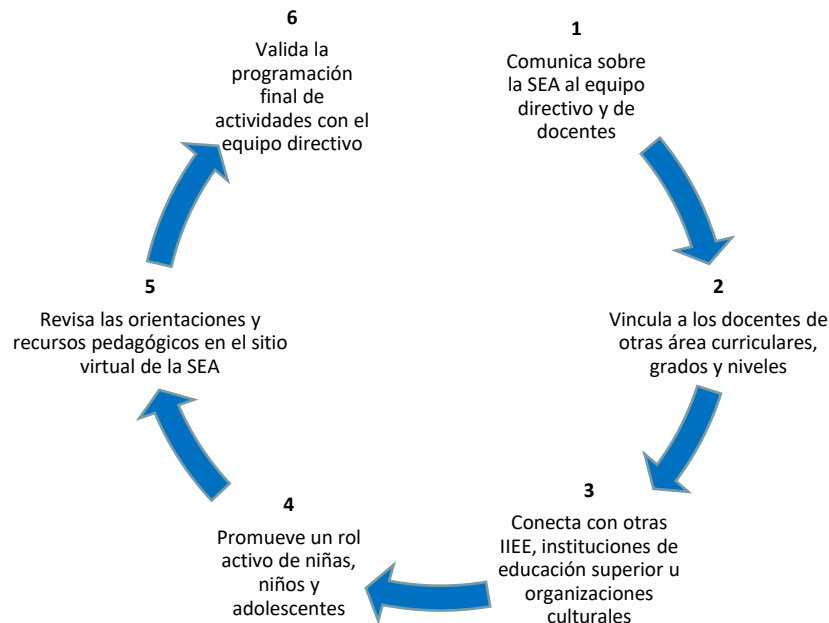 1
Comunica sobre
la SEA al equipo
directivo y de
docentes
2
Vincula a los docentes de
otras área curriculares,
grados y niveles
3
Conecta con otras
IIEE, instituciones de
educación superior u
organizaciones
culturales
4
Promueve un rol
activo de niñas,
niños y
adolescentes
5
Revisa las orientaciones y
recursos pedagógicos en el sitio
virtual de la SEA
6
Valida la
programación
final de
actividades con el
equipo directivo